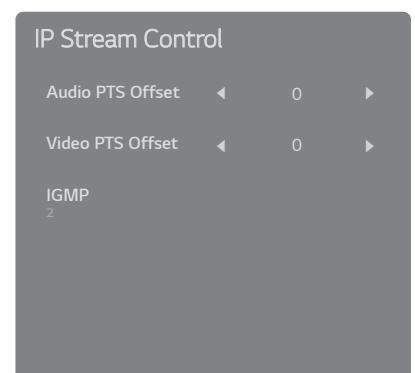 IP Stream Control
Audio PTS Offset 0
Video PTS Offset 0
IGMP
2